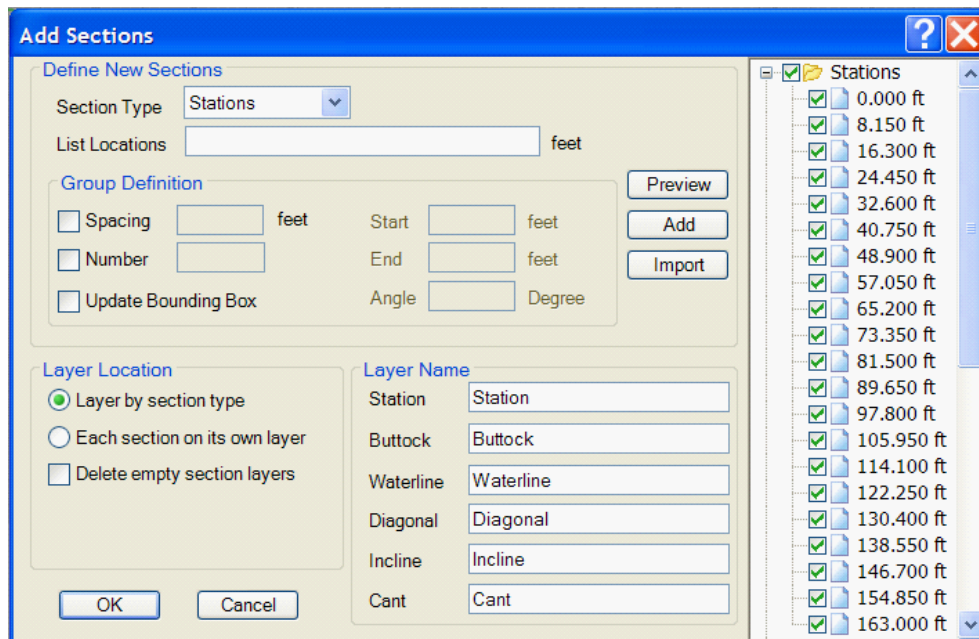 Add Sections
Define New Sections
Section Type Stations
List Locations feet
Group Definition
Spacing feet Start feet
Number End feet
Update Bounding Box Angle Degree
Preview
Add
Import
Layer Location
Layer by section type
Each section on its own layer
Delete empty section layers
Layer Name
Station Station
Buttock Buttock
Waterline Waterline
Diagonal Diagonal
Incline Incline
Cant Cant
OK Cancel
Stations
0.000 ft
8.150 ft
16.300 ft
24.450 ft
32.600 ft
40.750 ft
48.900 ft
57.050 ft
65.200 ft
73.350 ft
81.500 ft
89.650 ft
97.800 ft
105.950 ft
114.100 ft
122.250 ft
130.400 ft
138.550 ft
146.700 ft
154.850 ft
163.000 ft